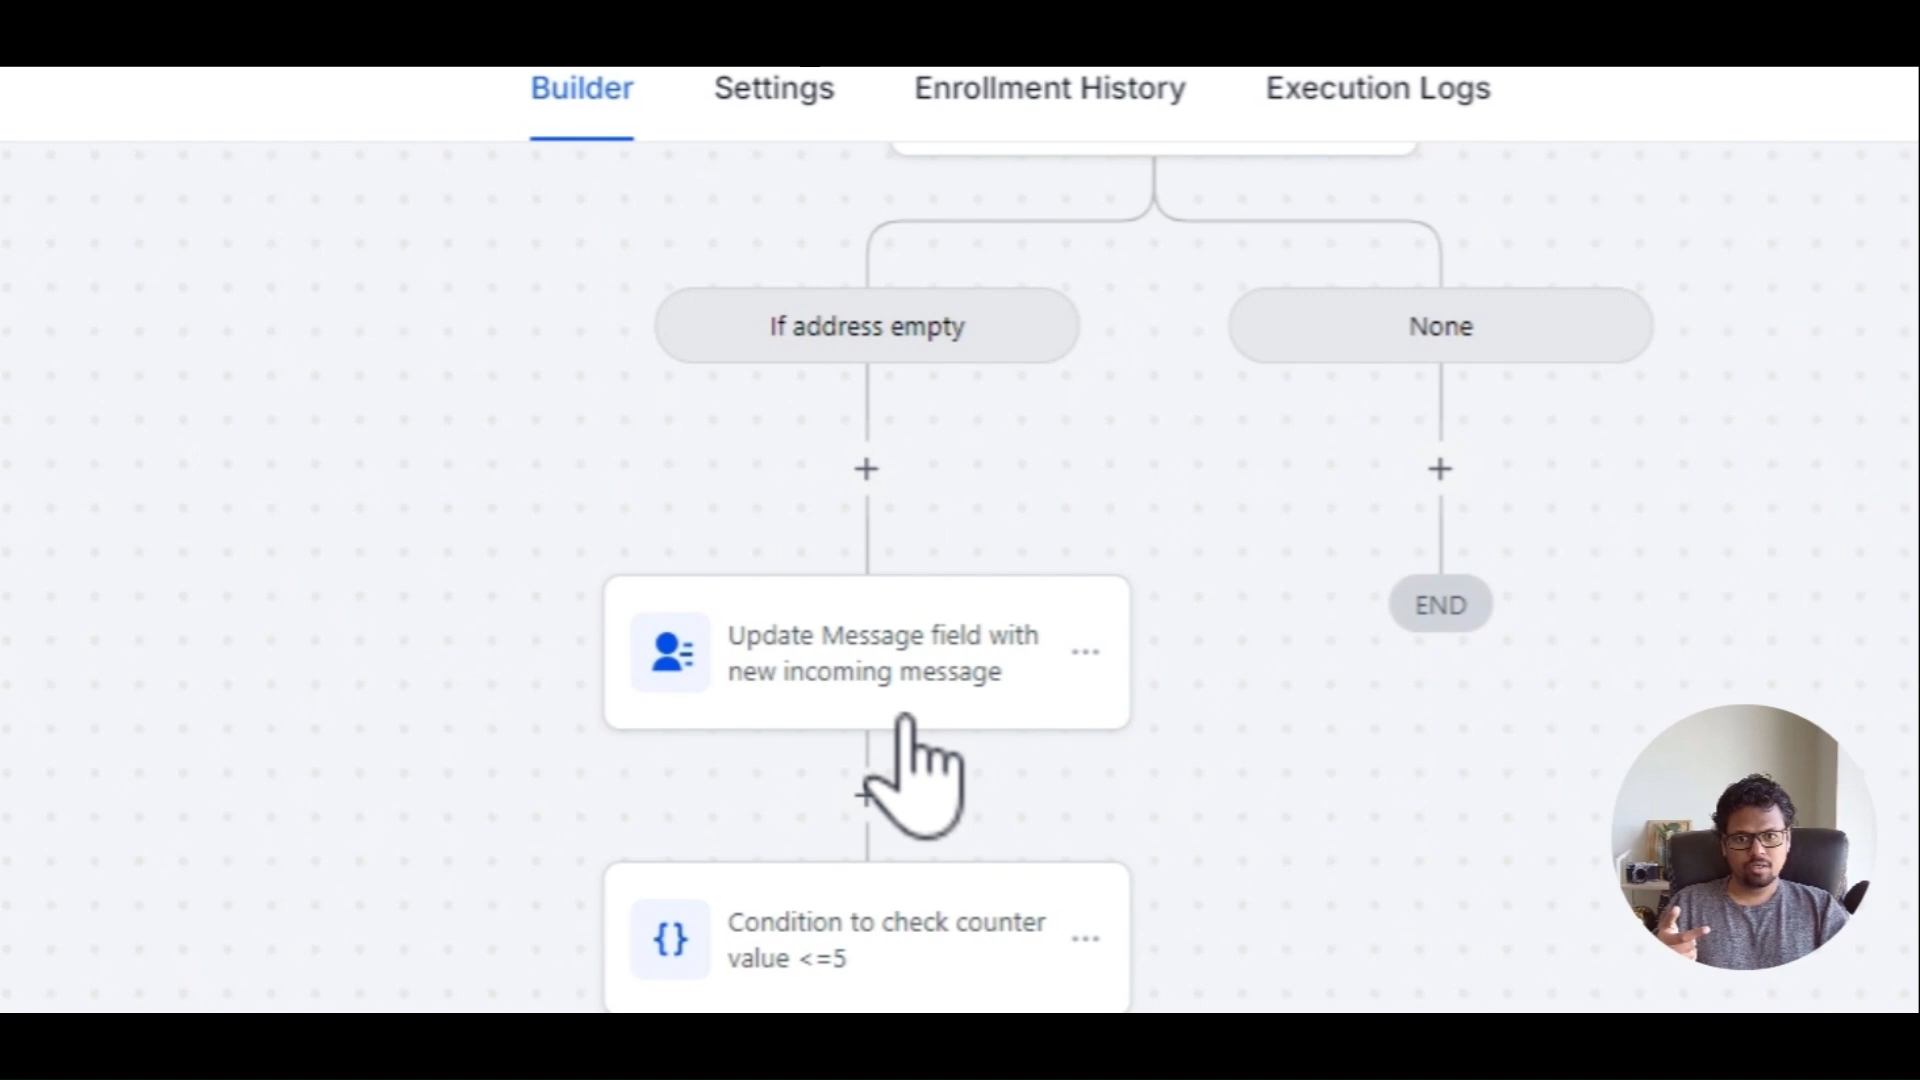 Builder Settings Enrollment History Execution Logs
If address empty None
END
Update Message field with
new incoming message
Condition to check counter
value <=5